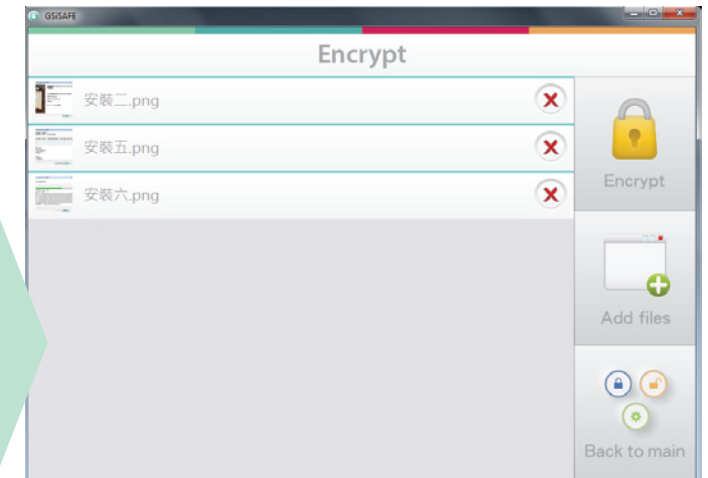 GSiSAFE
Encrypt
安裝二.png
安裝五.png
安裝六.png
Encrypt
Add files
Back to main